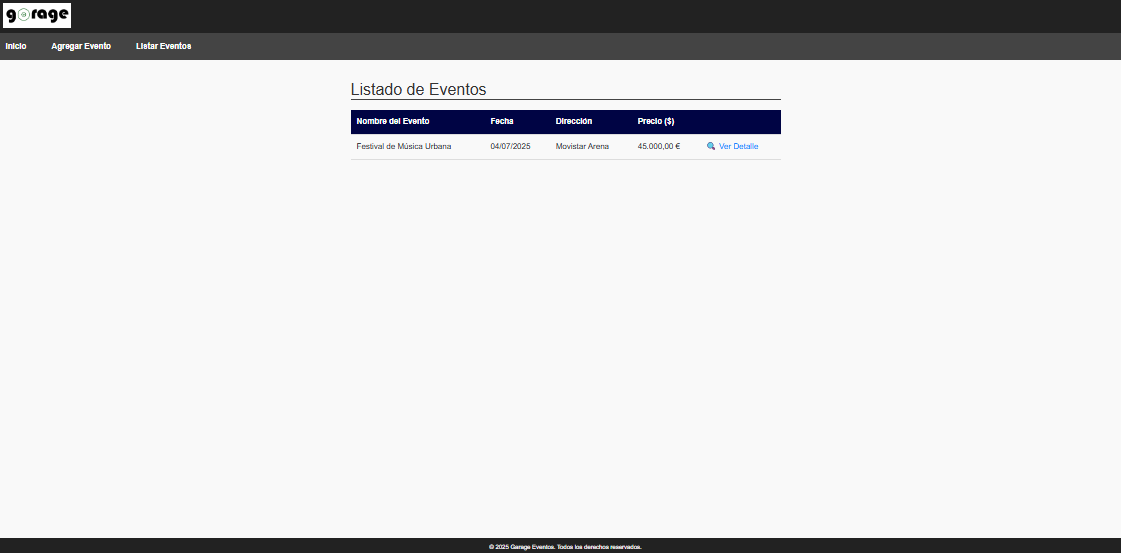 garage
Inicio Agregar Evento Listar Eventos
Listado de Eventos
Nombre del Evento Fecha Dirección Precio ($)
Festival de Música Urbana 04/07/2025 Movistar Arena 45.000,00 € Ver Detalle
© 2025 Garage Eventos. Todos los derechos reservados.